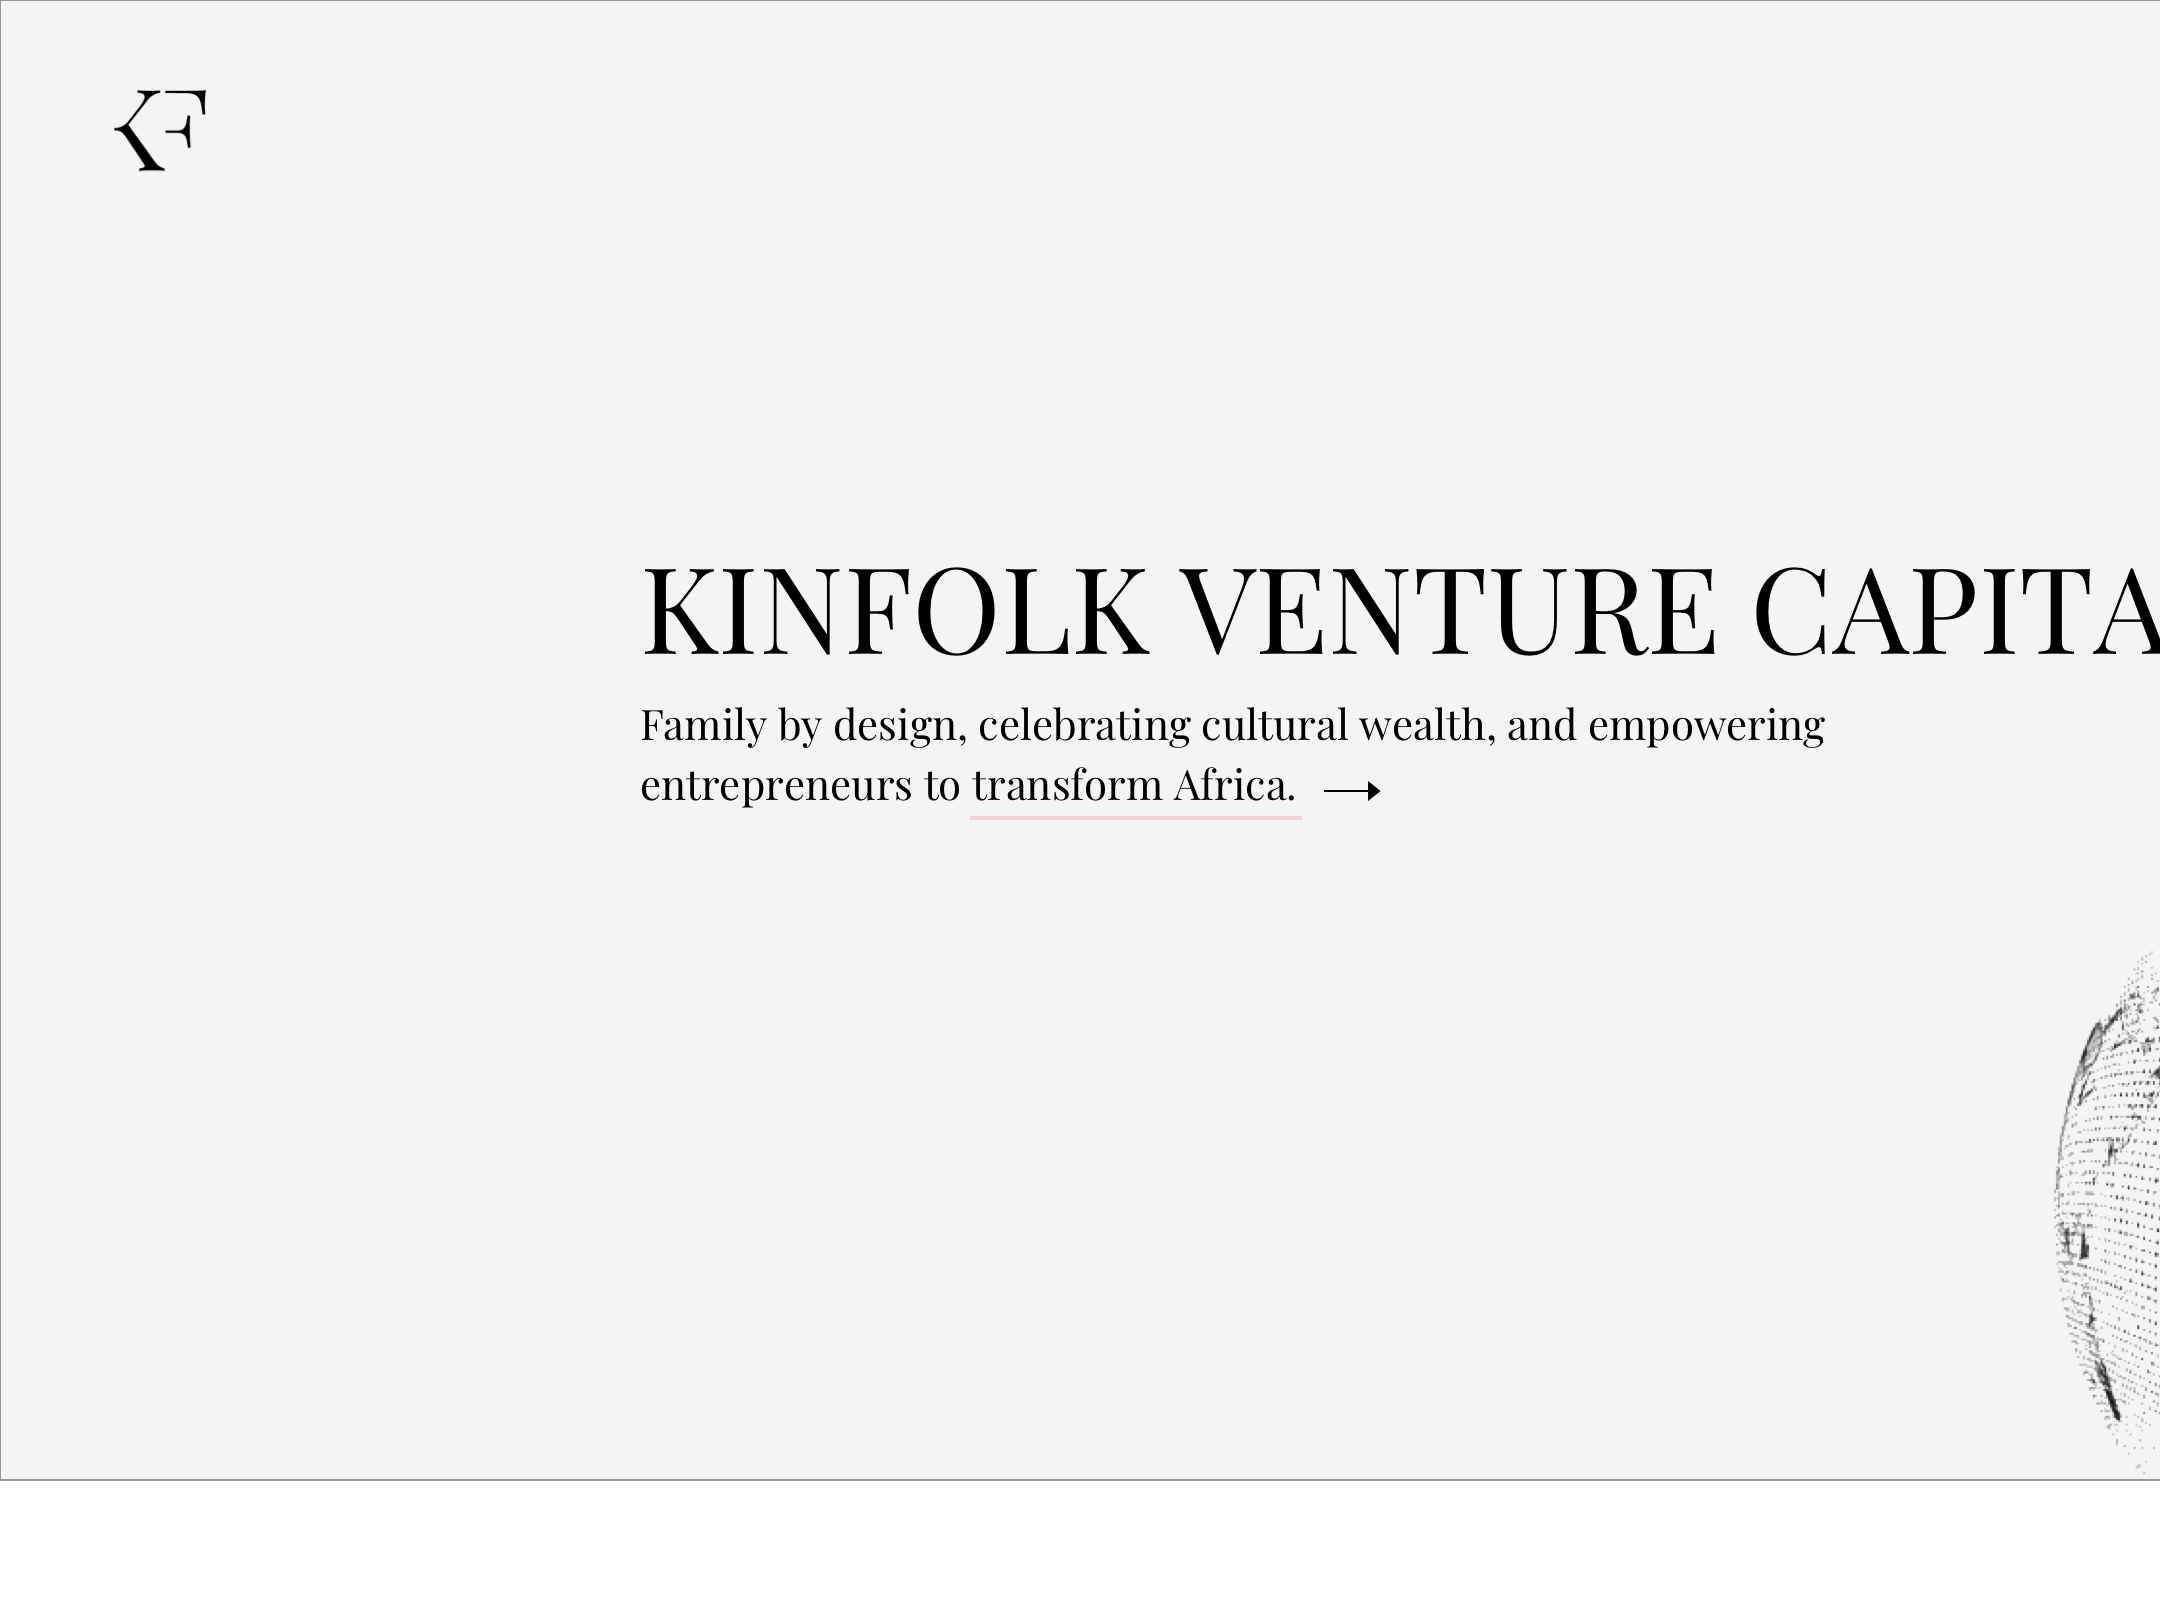 KF
KINFOLK VENTURE CAPITA
Family by design, celebrating cultural wealth, and empowering
entrepreneurs to transform Africa.